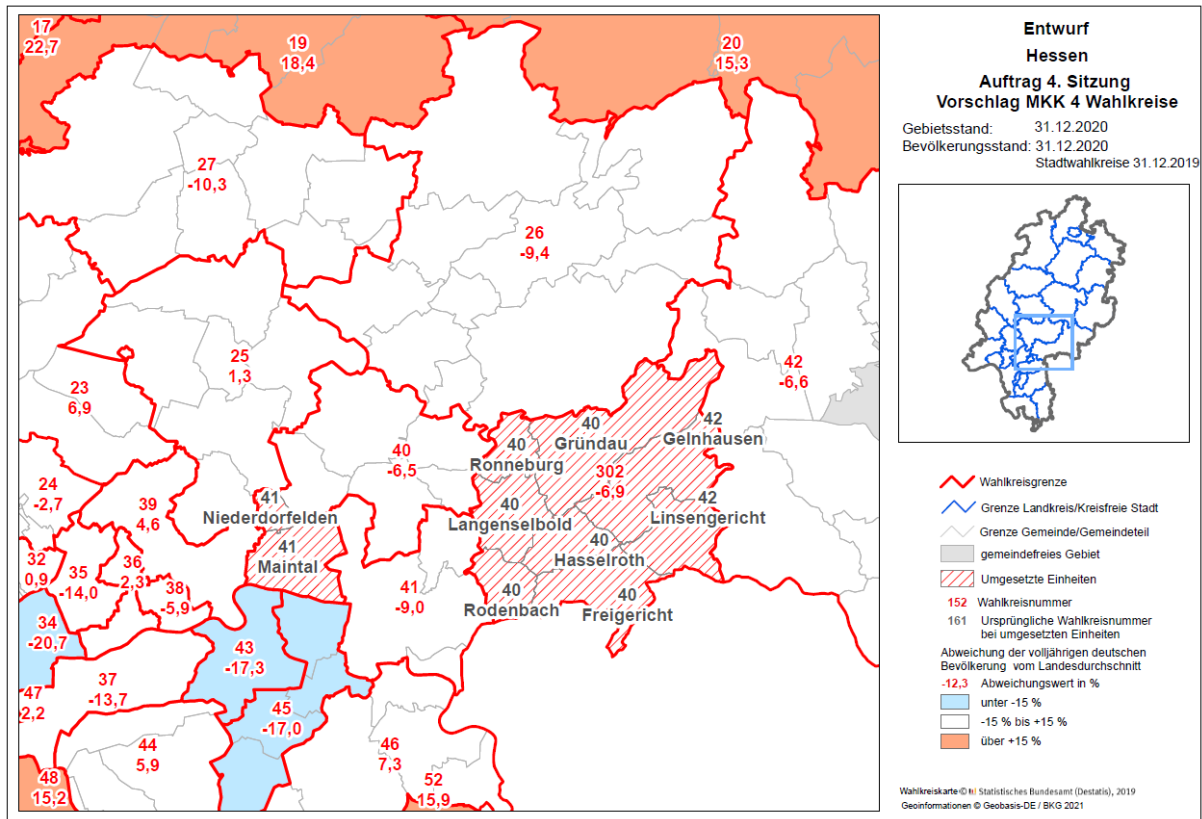 17
22,7
19
18,4
20
15,3
27
-10,3
26
-9,4
25
1,3
23
6,9
42
-6,6
40
-6,5
40
Gründau
42
Gelnhausen
40
Ronneburg
302
-6,9
24
-2,7
39
4,6
41
Niederdorfelden
40
Langenselbold
42
Linsengericht
41
Maintal
40
Hasselroth
32
0,9
35
-14,0
36
2,3
38
-5,9
41
-9,0
40
Rodenbach
40
Freigericht
34
-20,7
43
-17,3
37
-13,7
47
2,2
45
-17,0
44
5,9
46
7,3
48
15,2
52
15,9
Entwurf
Hessen
Auftrag 4. Sitzung
Vorschlag MKK 4 Wahlkreise
Gebietsstand: 31.12.2020
Bevölkerungsstand: 31.12.2020
Stadtwahlkreise 31.12.2019
Wahlkreisgrenze
Grenze Landkreis/Kreisfreie Stadt
Grenze Gemeinde/Gemeindeteil
gemeindefreies Gebiet
Umgesetzte Einheiten
152 Wahlkreisnummer
161 Ursprüngliche Wahlkreisnummer
bei umgesetzten Einheiten
Abweichung der volljährigen deutschen
Bevölkerung vom Landesdurchschnitt
-12,3 Abweichungswert in %
unter -15 %
-15 % bis +15 %
über +15 %
Wahlkreiskarte © Statistisches Bundesamt (Destatis), 2019
Geoinformationen © Geobasis-DE / BKG 2021